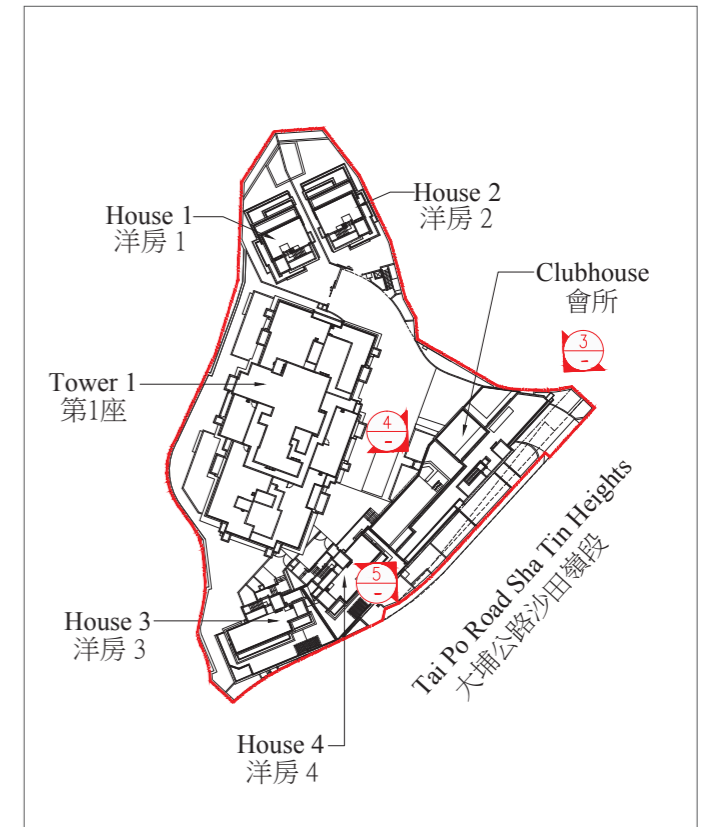 House 1
洋房 1
House 2
洋房 2
Clubhouse
會所
3
-
Tower 1
第1座
4
-
5
-
House 3
洋房 3
House 4
洋房 4
Tai Po Road Sha Tin Heights
大埔公路沙田嶺段